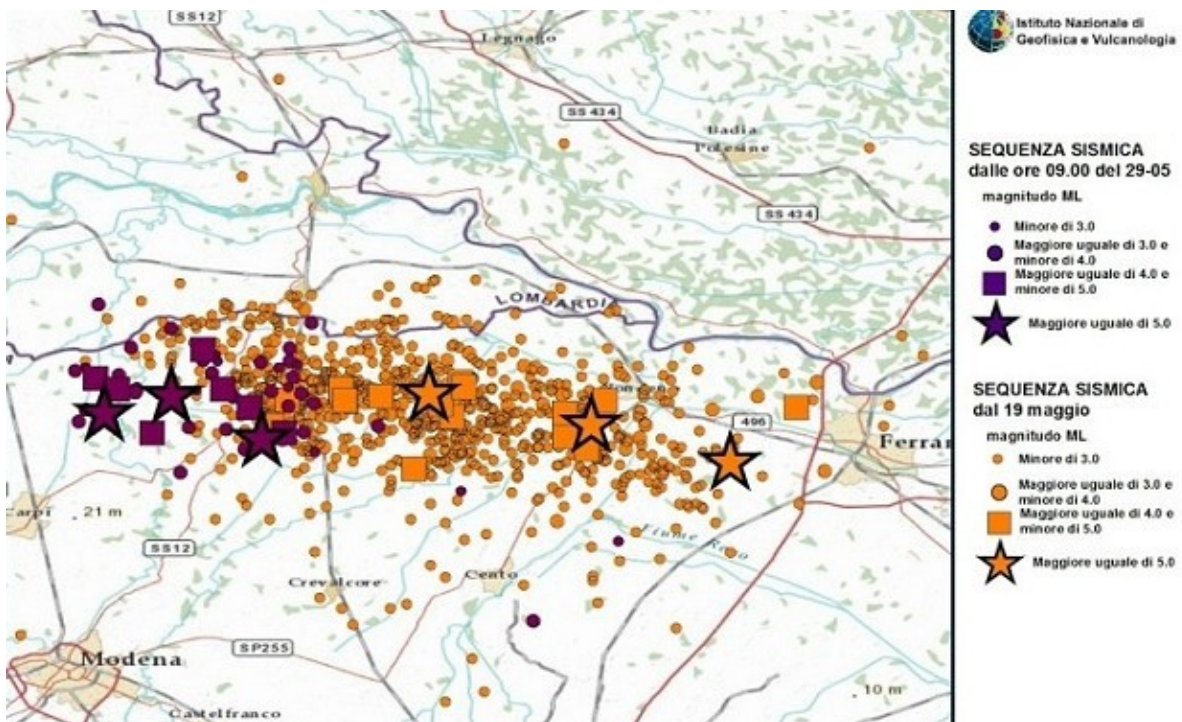 SS12
Legnago
SS 434
Badia
Polesine
SS 434
LOMBARDI
496
Ferrar
Carpi
21 m
SS12
Fiume Reno
Crevalcore
Cento
SP255
Modena
10 m
Castelfranco
Istituto Nazionale di
Geofisica e Vulcanologia
SEQUENZA SISMICA
dalle ore 09.00 del 29-05
magnitudo ML
Minore di 3.0
Maggiore uguale di 3.0 e
minore di 4.0
Maggiore uguale di 4.0 e
minore di 5.0
Maggiore uguale di 5.0
SEQUENZA SISMICA
dal 19 maggio
magnitudo ML
Minore di 3.0
Maggiore uguale di 3.0 e
minore di 4.0
Maggiore uguale di 4.0 e
minore di 5.0
Maggiore uguale di 5.0